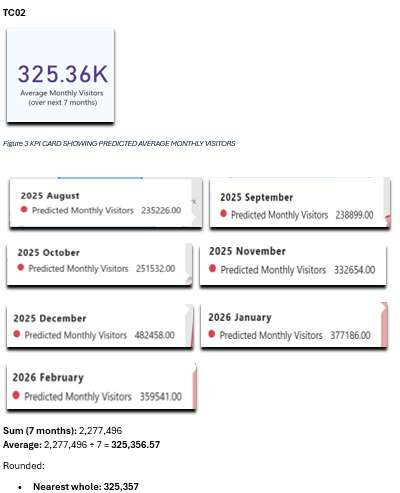 TC02
325.36K
Average Monthly Visitors
(over next 7 months)
Figure 3 KPI CARD SHOWING PREDICTED AVERAGE MONTHLY VISITORS
2025 August
Predicted Monthly Visitors 235226.00
2025 September
Predicted Monthly Visitors 238899.00
2025 October
Predicted Monthly Visitors 251532.00
2025 November
Predicted Monthly Visitors 332654.00
2025 December
Predicted Monthly Visitors 482458.00
2026 January
Predicted Monthly Visitors 377186.00
2026 February
Predicted Monthly Visitors 359541.00
Sum (7 months): 2,277,496
Average: 2,277,496 ÷ 7 = 325,356.57
Rounded:
• Nearest whole: 325,357